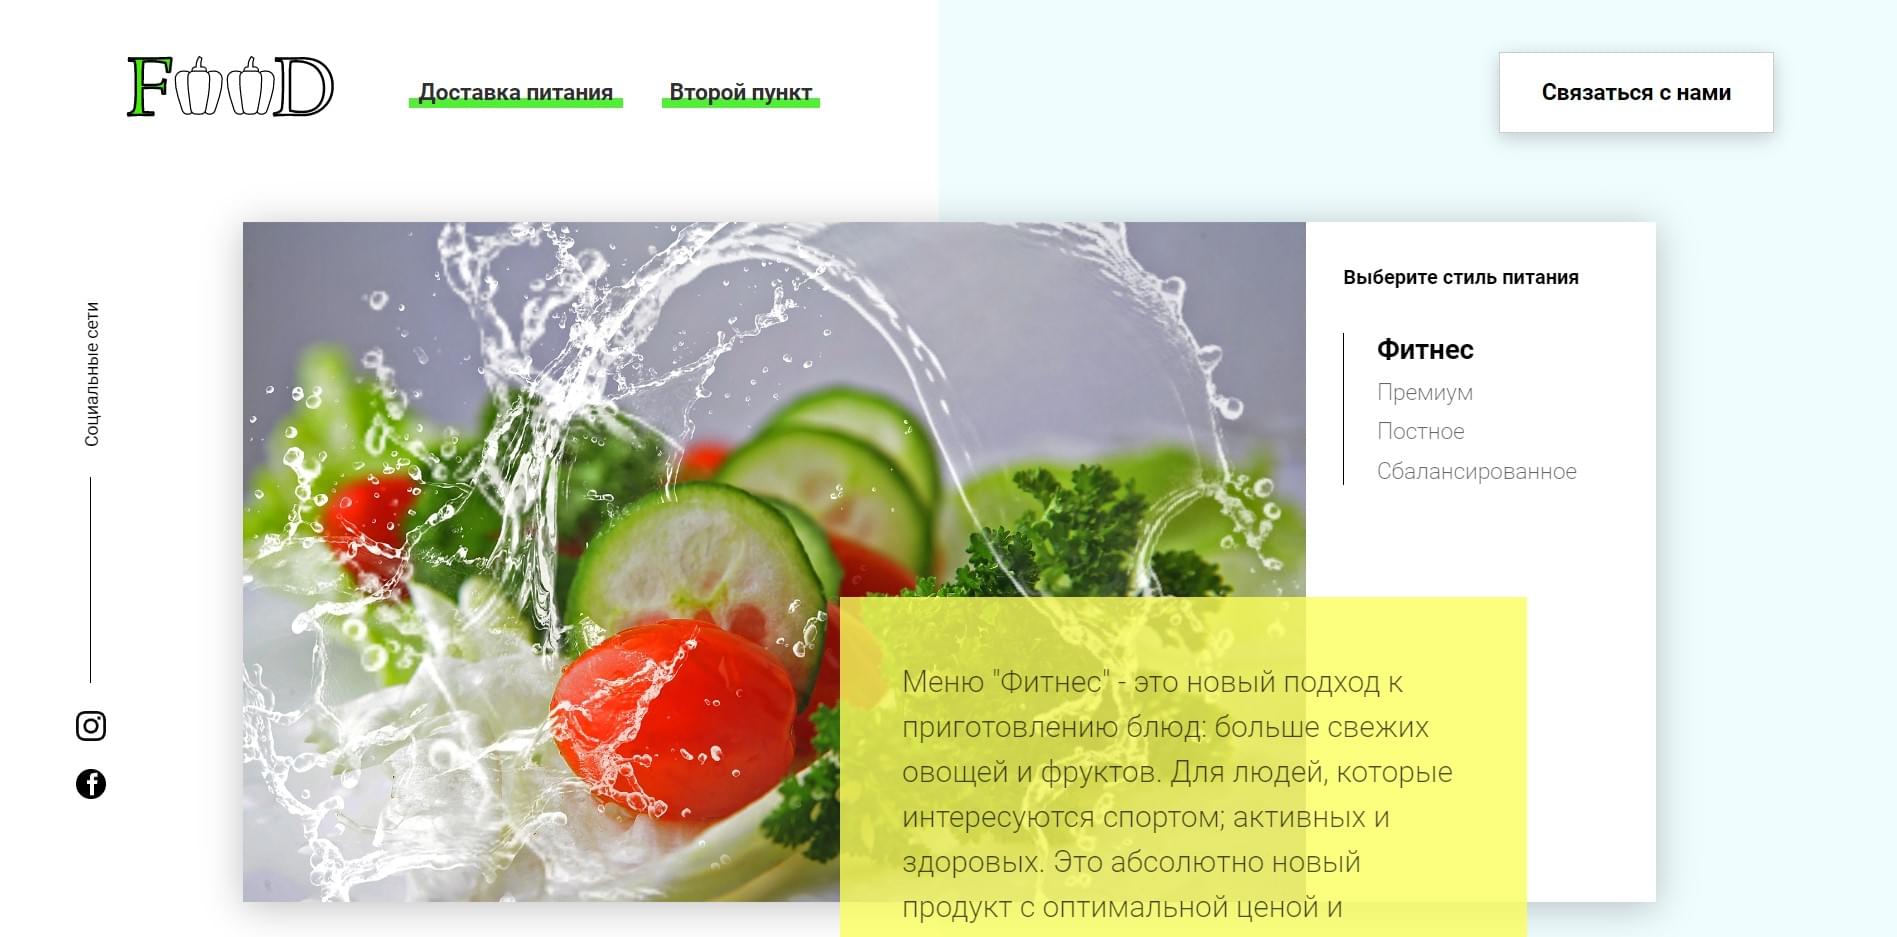 FOOD
Доставка питания
Второй пункт
Связаться с нами
Социальные сети
Выберите стиль питания
Фитнес
Премиум
Постное
Сбалансированное
Меню "Фитнес" - это новый подход к
приготовлению блюд: больше свежих
овощей и фруктов. Для людей, которые
интересуются спортом; активных и
здоровых. Это абсолютно новый
продукт с оптимальной ценой и